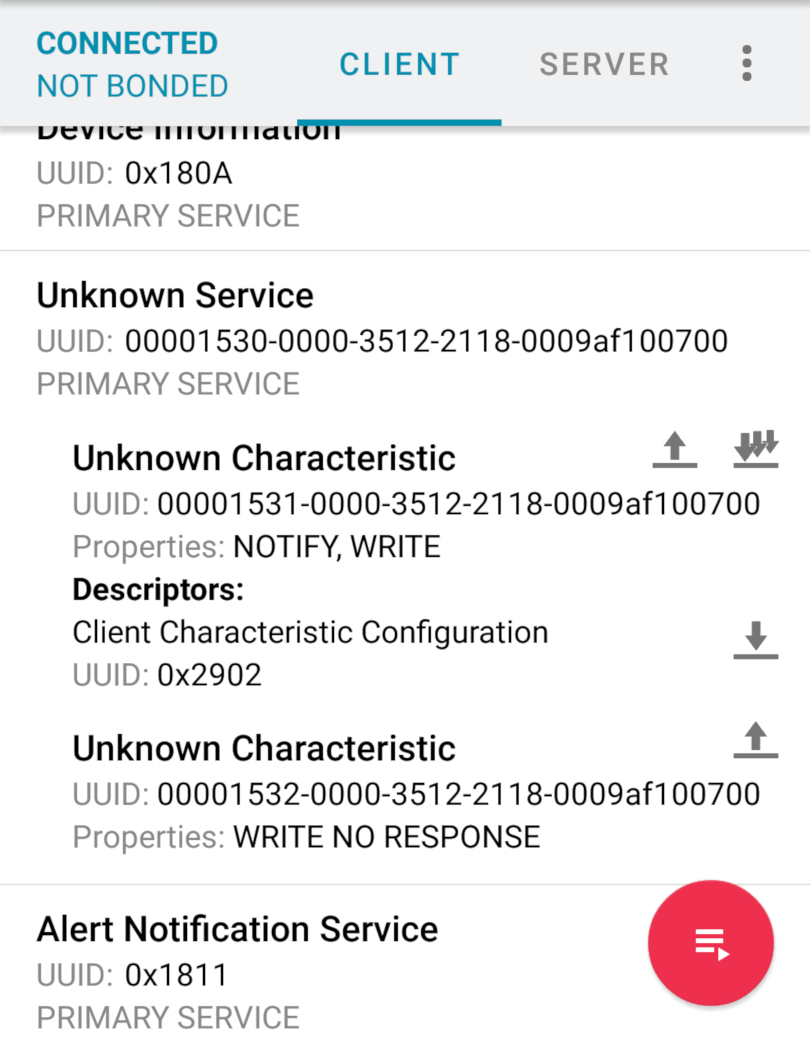 CONNECTED
NOT BONDED
CLIENT
SERVER
Device Information
UUID: 0x180A
PRIMARY SERVICE
Unknown Service
UUID: 00001530-0000-3512-2118-0009af100700
PRIMARY SERVICE
Unknown Characteristic
UUID: 00001531-0000-3512-2118-0009af100700
Properties: NOTIFY, WRITE
Descriptors:
Client Characteristic Configuration
UUID: 0x2902
Unknown Characteristic
UUID: 00001532-0000-3512-2118-0009af100700
Properties: WRITE NO RESPONSE
Alert Notification Service
UUID: 0x1811
PRIMARY SERVICE